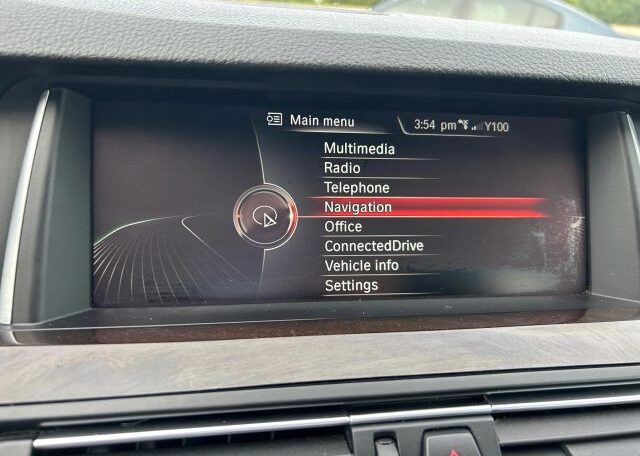 Main menu
3:54 pm Y100
Multimedia
Radio
Telephone
Navigation
Office
ConnectedDrive
Vehicle info
Settings